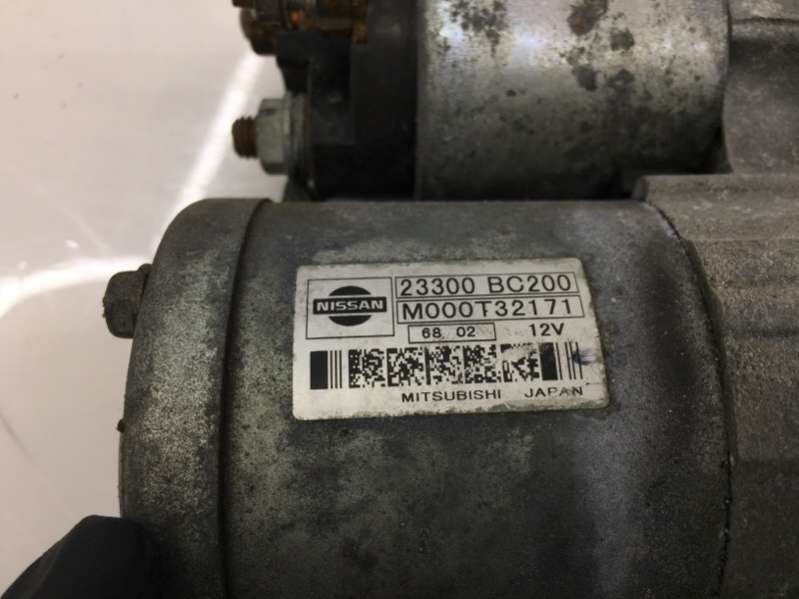 NISSAN
23300 BC200
M000T32171
68 02 12V
MITSUBISHI JAPAN